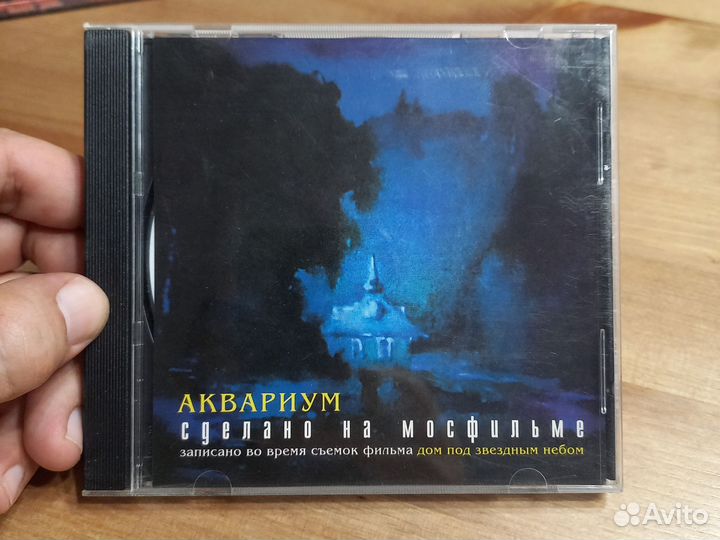 АКВАРИУМ
сделано на мосфильме
записано во время съемок фильма дом под звездным небом
Avito